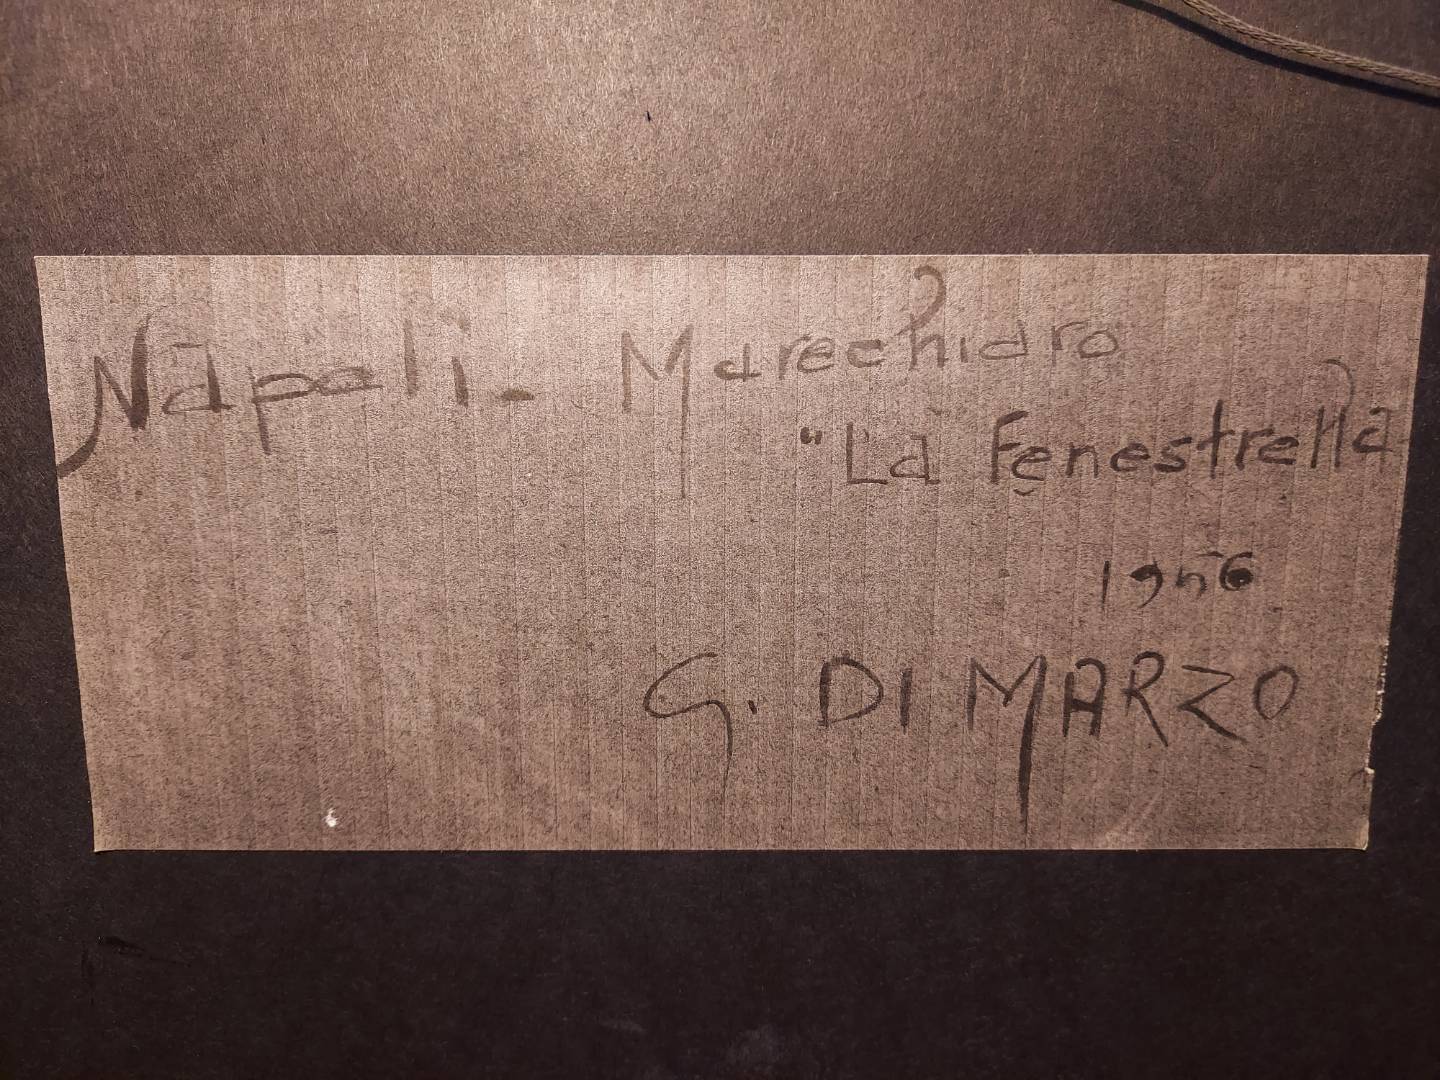 Napoli - Marechiaro
"La Fenestrella
1956
G. DI MARZO